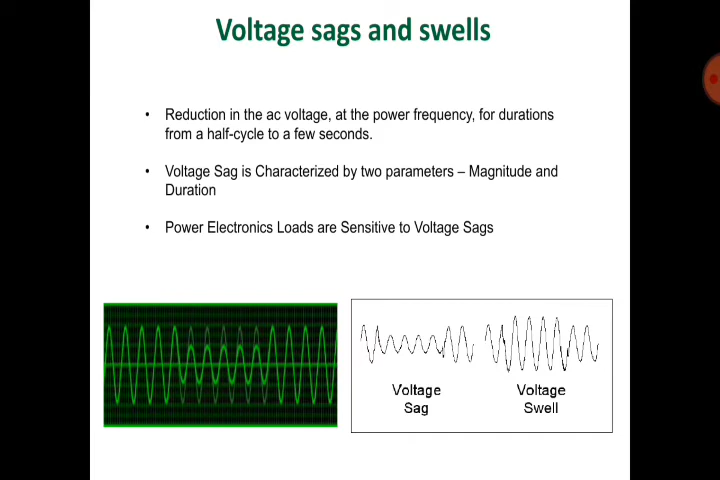 Voltage sags and swells
• Reduction in the ac voltage, at the power frequency, for durations
from a half-cycle to a few seconds.
• Voltage Sag is Characterized by two parameters – Magnitude and
Duration
• Power Electronics Loads are Sensitive to Voltage Sags
Voltage
Sag
Voltage
Swell